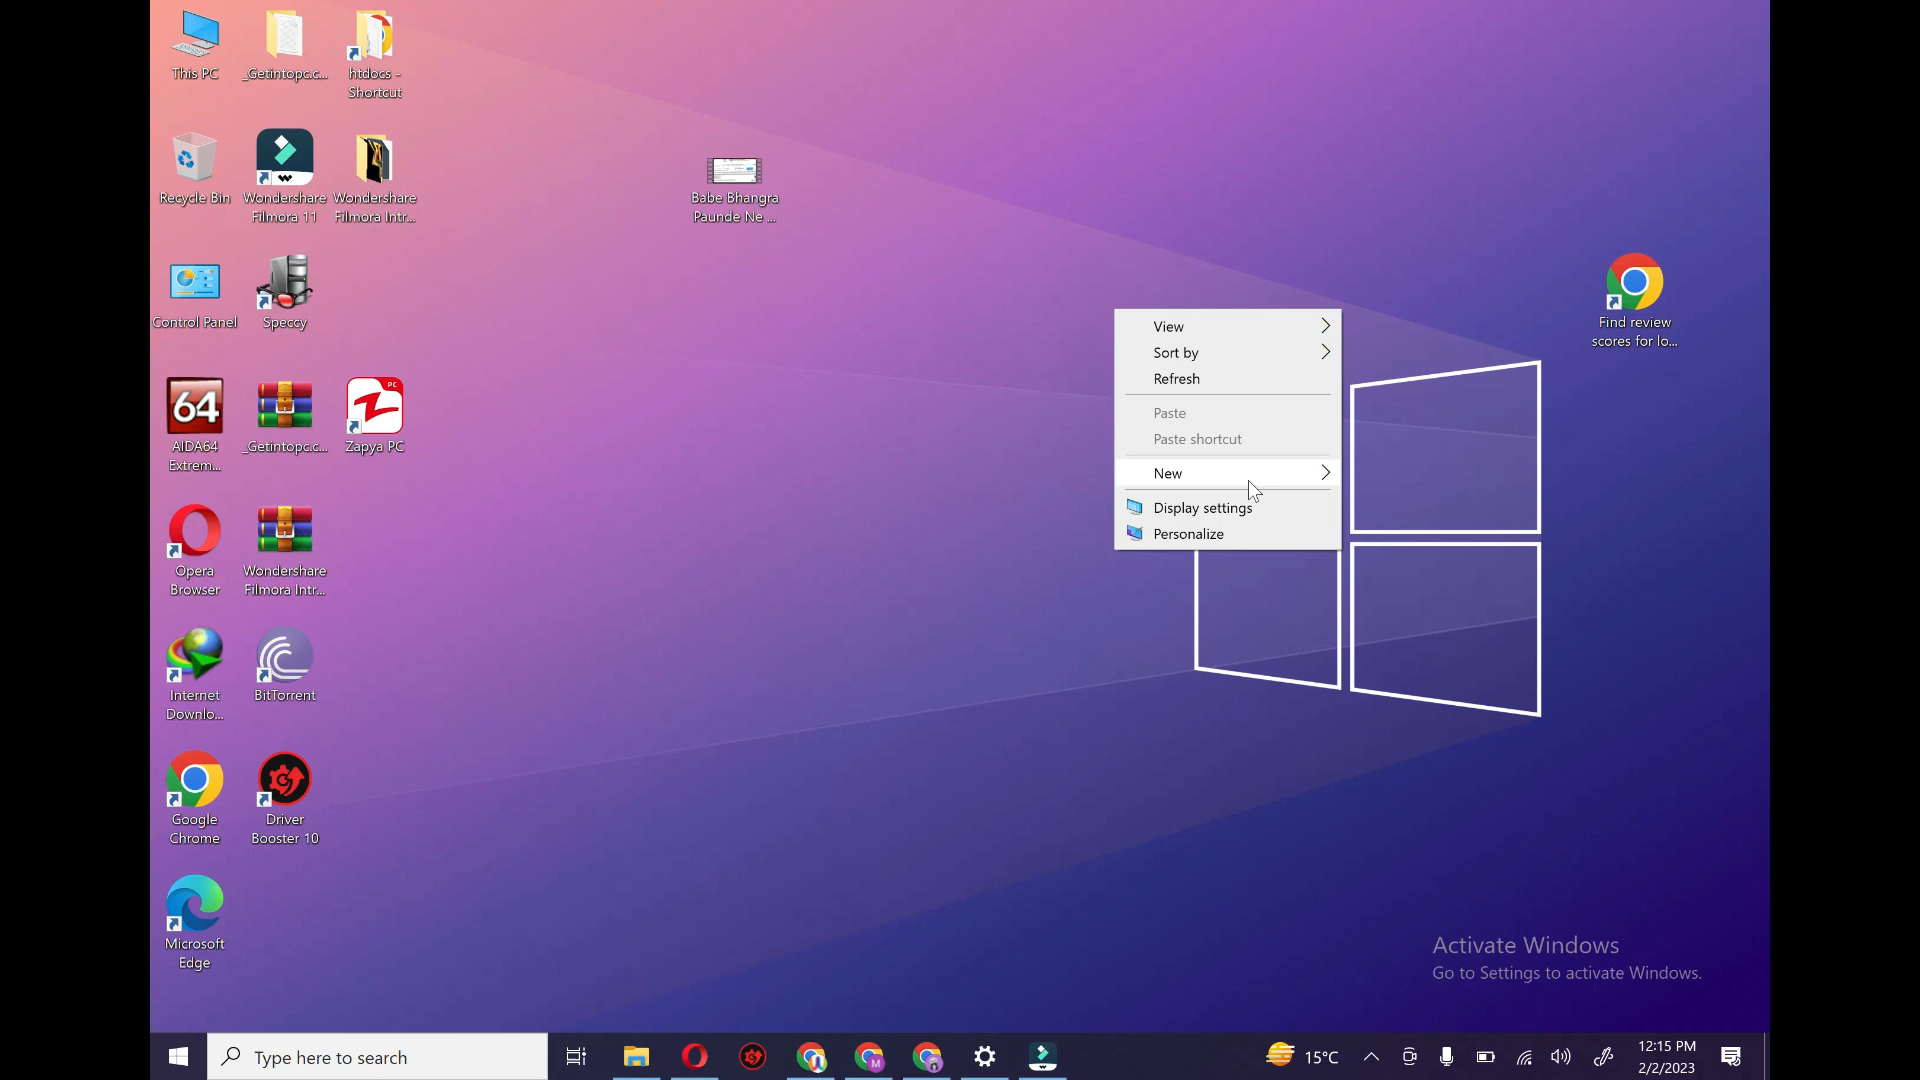 This PC
_Getintopc.c...
htdocs -
Shortcut
Recycle Bin
Wondershare
Filmora 11
Wondershare
Filmora Intr...
Babe Bhangra
Paunde Ne ...
Control Panel
Speccy
Find review
scores for lo...
64
AIDA64
Extrem...
_Getintopc.c...
PC
Zapya PC
View
Sort by
Refresh
Paste
Paste shortcut
New
Display settings
Personalize
Opera
Browser
Wondershare
Filmora Intr...
Internet
Downlo...
BitTorrent
Google
Chrome
Driver
Booster 10
Microsoft
Edge
Activate Windows
Go to Settings to activate Windows.
Type here to search
M
15°C
12:15 PM
2/2/2023